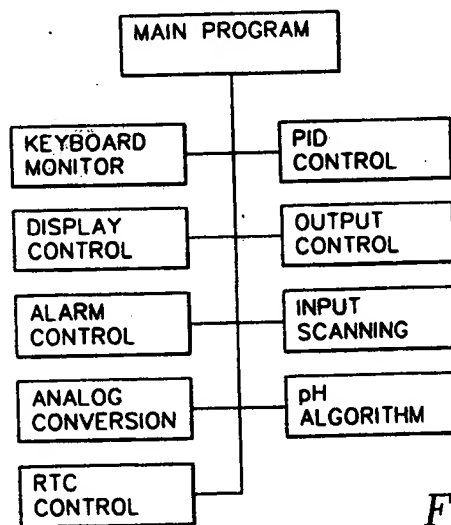 MAIN PROGRAM
KEYBOARD
MONITOR
PID
CONTROL
DISPLAY
CONTROL
OUTPUT
CONTROL
ALARM
CONTROL
INPUT
SCANNING
ANALOG
CONVERSION
pH
ALGORITHM
RTC
CONTROL
F